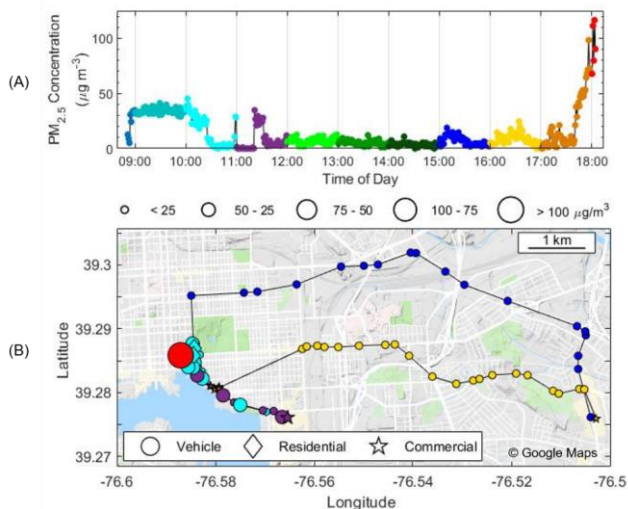 (A)
PM2.5 Concentration
(μg m-3)
100
50
0
09:00 10:00 11:00 12:00 13:00 14:00 15:00 16:00 17:00 18:00
Time of Day
< 25 50 - 25 75 - 50 100 - 75 > 100 μg/m3
(B)
Latitude
39.3
39.29
39.28
39.27
1 km
Vehicle Residential Commercial
© Google Maps
-76.6 -76.58 -76.56 -76.54 -76.52 -76.5
Longitude